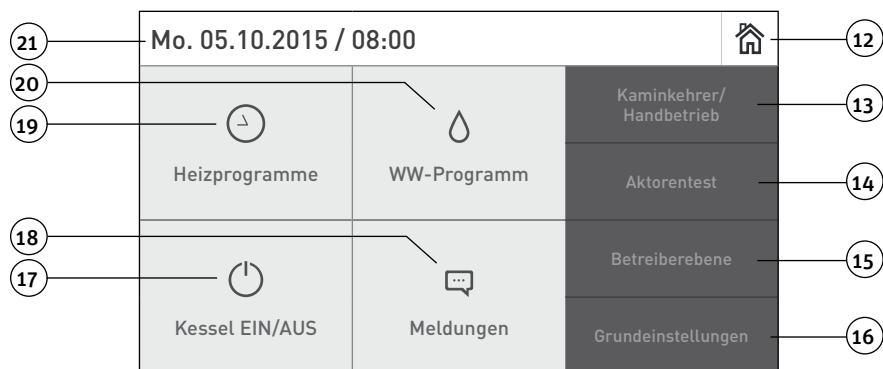 21
Mo. 05.10.2015 / 08:00
12
20
Kaminkehrer/
Handbetrieb
13
19
Heizprogramme
WW-Programm
Aktorentest
14
18
Betreiberebene
15
17
Kessel EIN/AUS
Meldungen
Grundeinstellungen
16